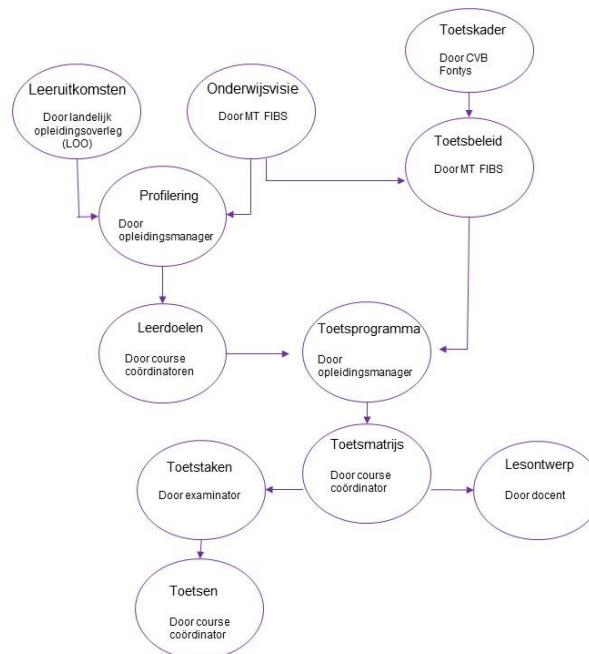 Toetskader
Door CVB
Fontys
Leeruitkomsten
Door landelijk
opleidingsoverleg
(LOO)
Onderwijsvisie
Door MT FIBS
Toetsbeleid
Door MT FIBS
Profilering
Door
opleidingsmanager
Leerdoelen
Door course
coördinatoren
Toetsprogramma
Door
opleidingsmanager
Toetstaken
Door examinator
Toetsmatrijs
Door course
coördinator
Lesontwerp
Door docent
Toetsen
Door course
coördinator